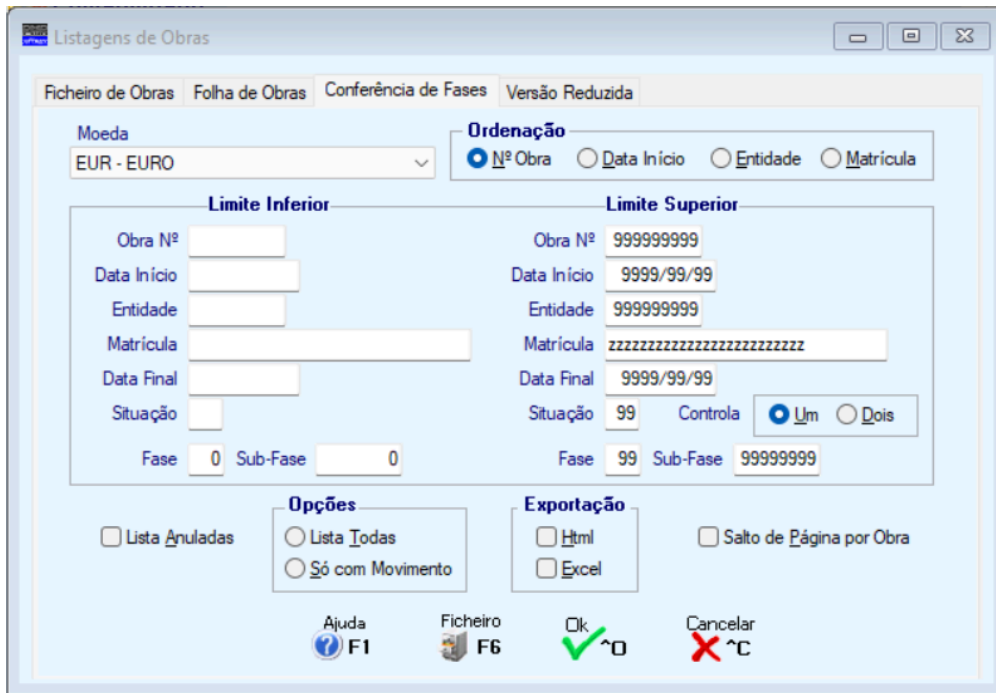 Listagens de Obras
Ficheiro de Obras Folha de Obras Conferência de Fases Versão Reduzida
Moeda
EUR - EURO
Ordenação
Nº Obra Data Início Entidade Matrícula
Limite Inferior Limite Superior
Obra Nº Obra Nº 999999999
Data Início Data Início 9999/99/99
Entidade Entidade 999999999
Matrícula Matrícula zzzzzzzzzzzzzzzzzzzzzzzzz
Data Final Data Final 9999/99/99
Situação Situação 99 Controla Um Dois
Fase 0 Sub-Fase 0 Fase 99 Sub-Fase 99999999
Opções Exportação
Lista Anuladas Lista Todas Html Salto de Página por Obra
Só com Movimento Excel
Ajuda Ficheiro Ok Cancelar
F1 F6 ^O ^C